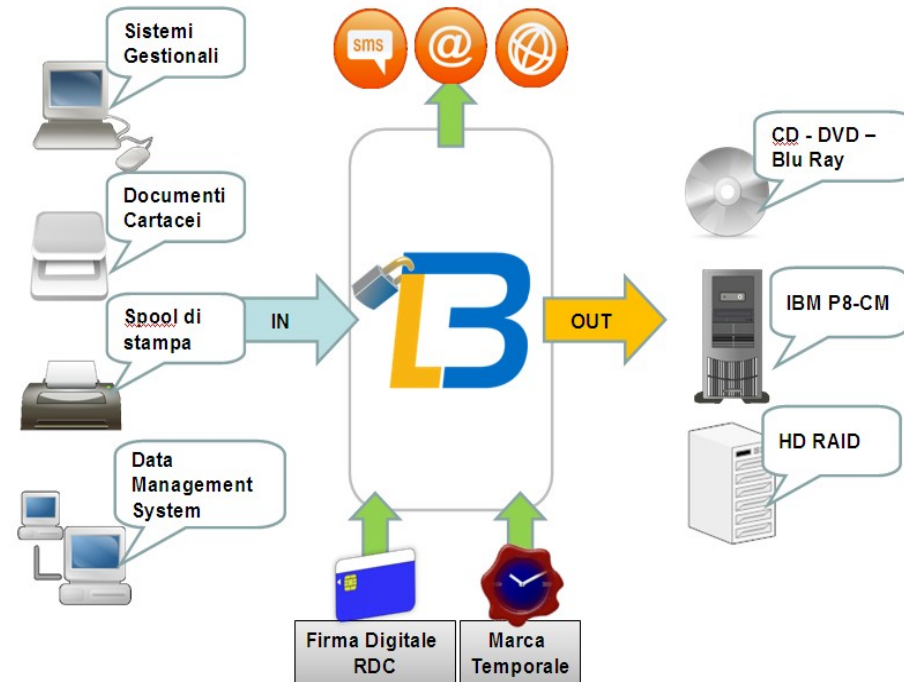 Sistemi
Gestionali
sms
@
CD - DVD –
Blu Ray
Documenti
Cartacei
Spool di
stampa
IN
LB
OUT
IBM P8-CM
HD RAID
Data
Management
System
Firma Digitale
RDC
Marca
Temporale